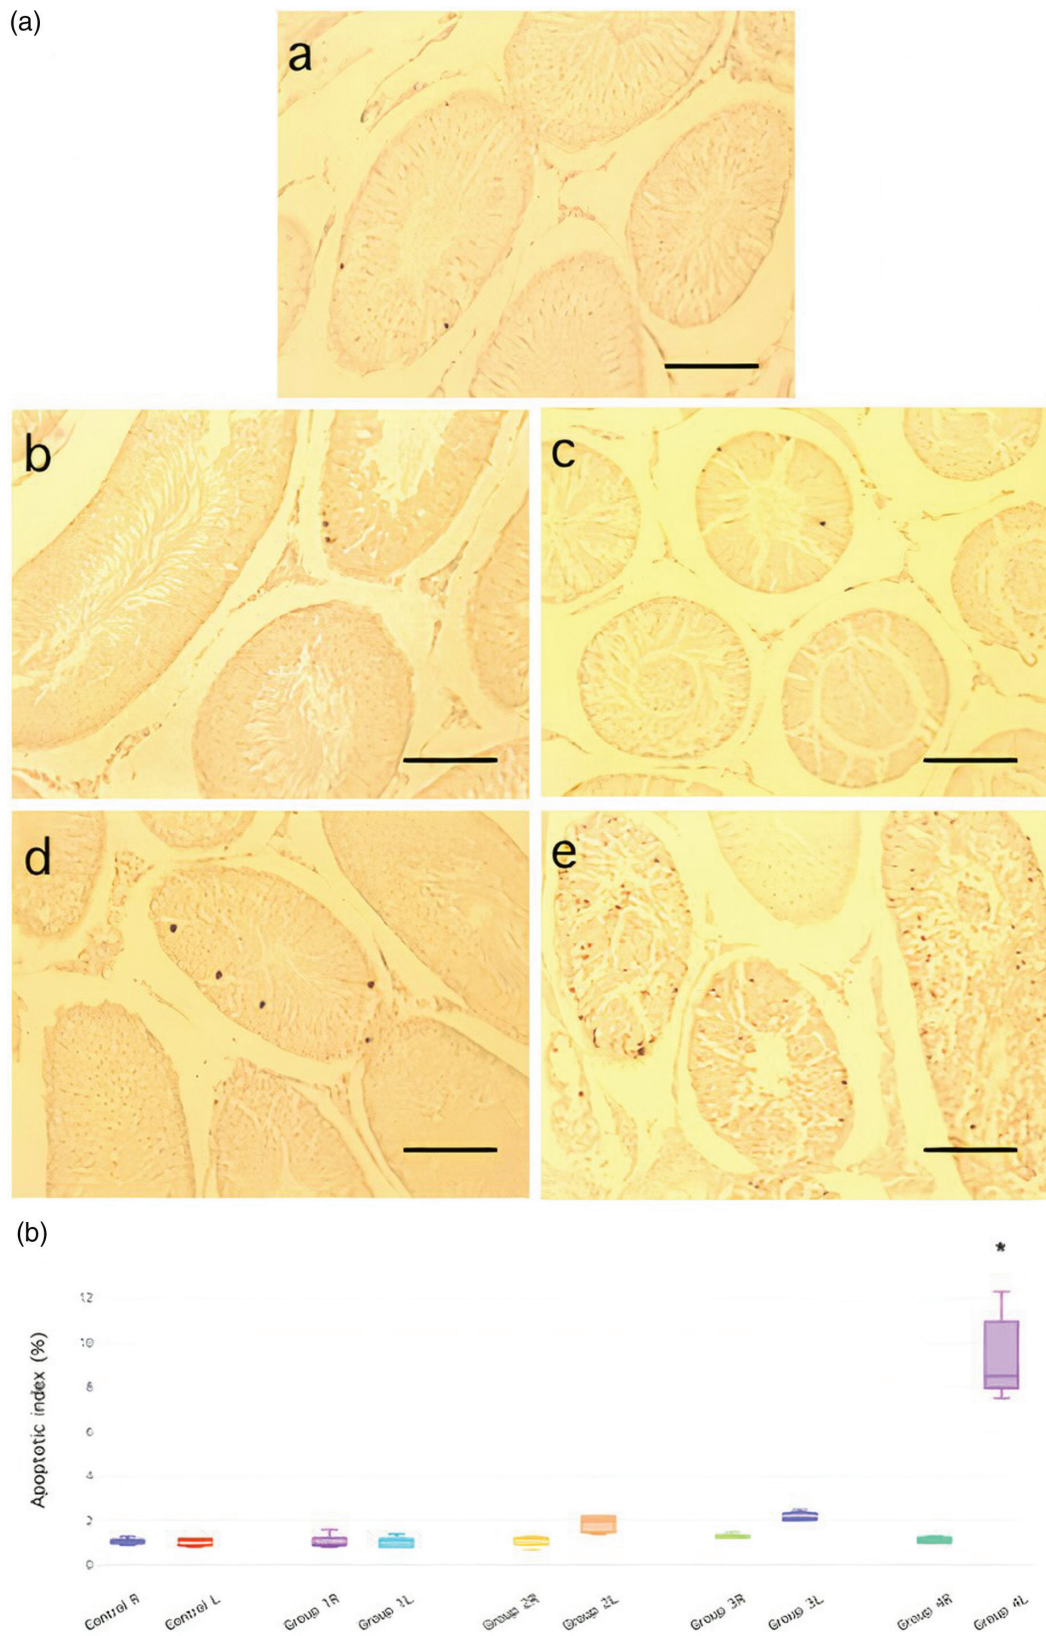 (a)
a
b
c
d
e
(b)
*
Apoptotic index (%)
12
10
8
6
4
2
0
Control R
Control L
Group 1R
Group 1L
Group 2R
Group 2L
Group 3R
Group 3L
Group 4R
Group 4L